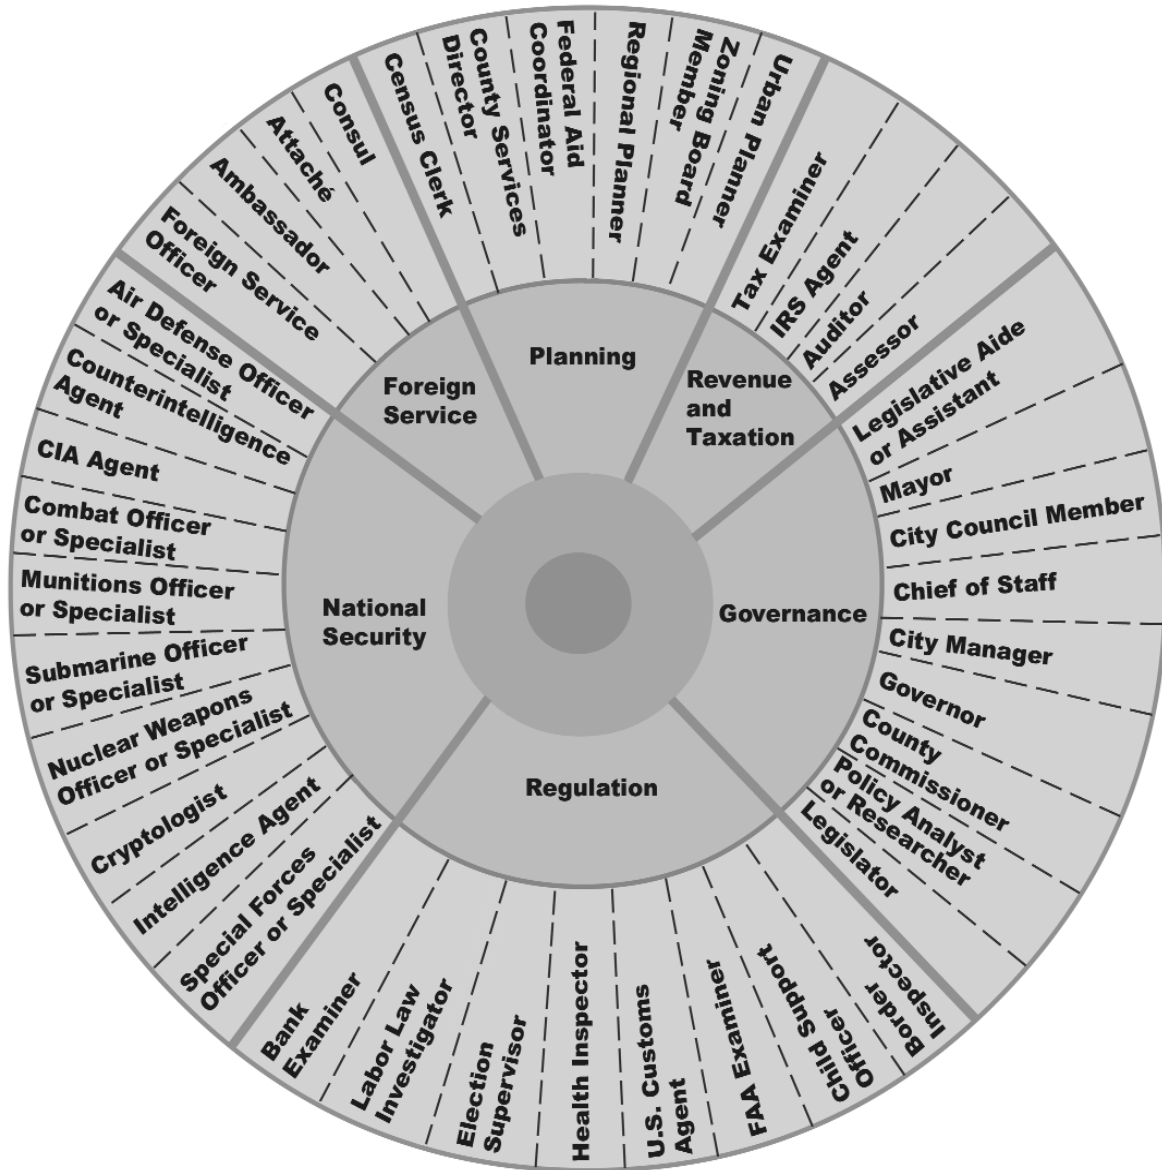 Planning
Census Clerk
County Services
Director
Federal Aid
Coordinator
Regional Planner
Zoning Board
Member
Urban Planner
Revenue
and
Taxation
Tax Examiner
IRS Agent
Auditor
Assessor
Governance
Legislative Aide
or Assistant
Mayor
City Council Member
Chief of Staff
City Manager
Governor
County
Commissioner
Policy Analyst
or Researcher
Legislator
Regulation
Border
Inspector
Child Support
Officer
FAA Examiner
U.S. Customs
Agent
Health Inspector
Election
Supervisor
Labor Law
Investigator
Bank
Examiner
National
Security
Special Forces
Officer or Specialist
Intelligence Agent
Cryptologist
Nuclear Weapons
Officer or Specialist
Submarine Officer
or Specialist
Munitions Officer
or Specialist
Combat Officer
or Specialist
CIA Agent
Counterintelligence
Agent
Air Defense Officer
or Specialist
Foreign
Service
Foreign Service
Officer
Ambassador
Attaché
Consul